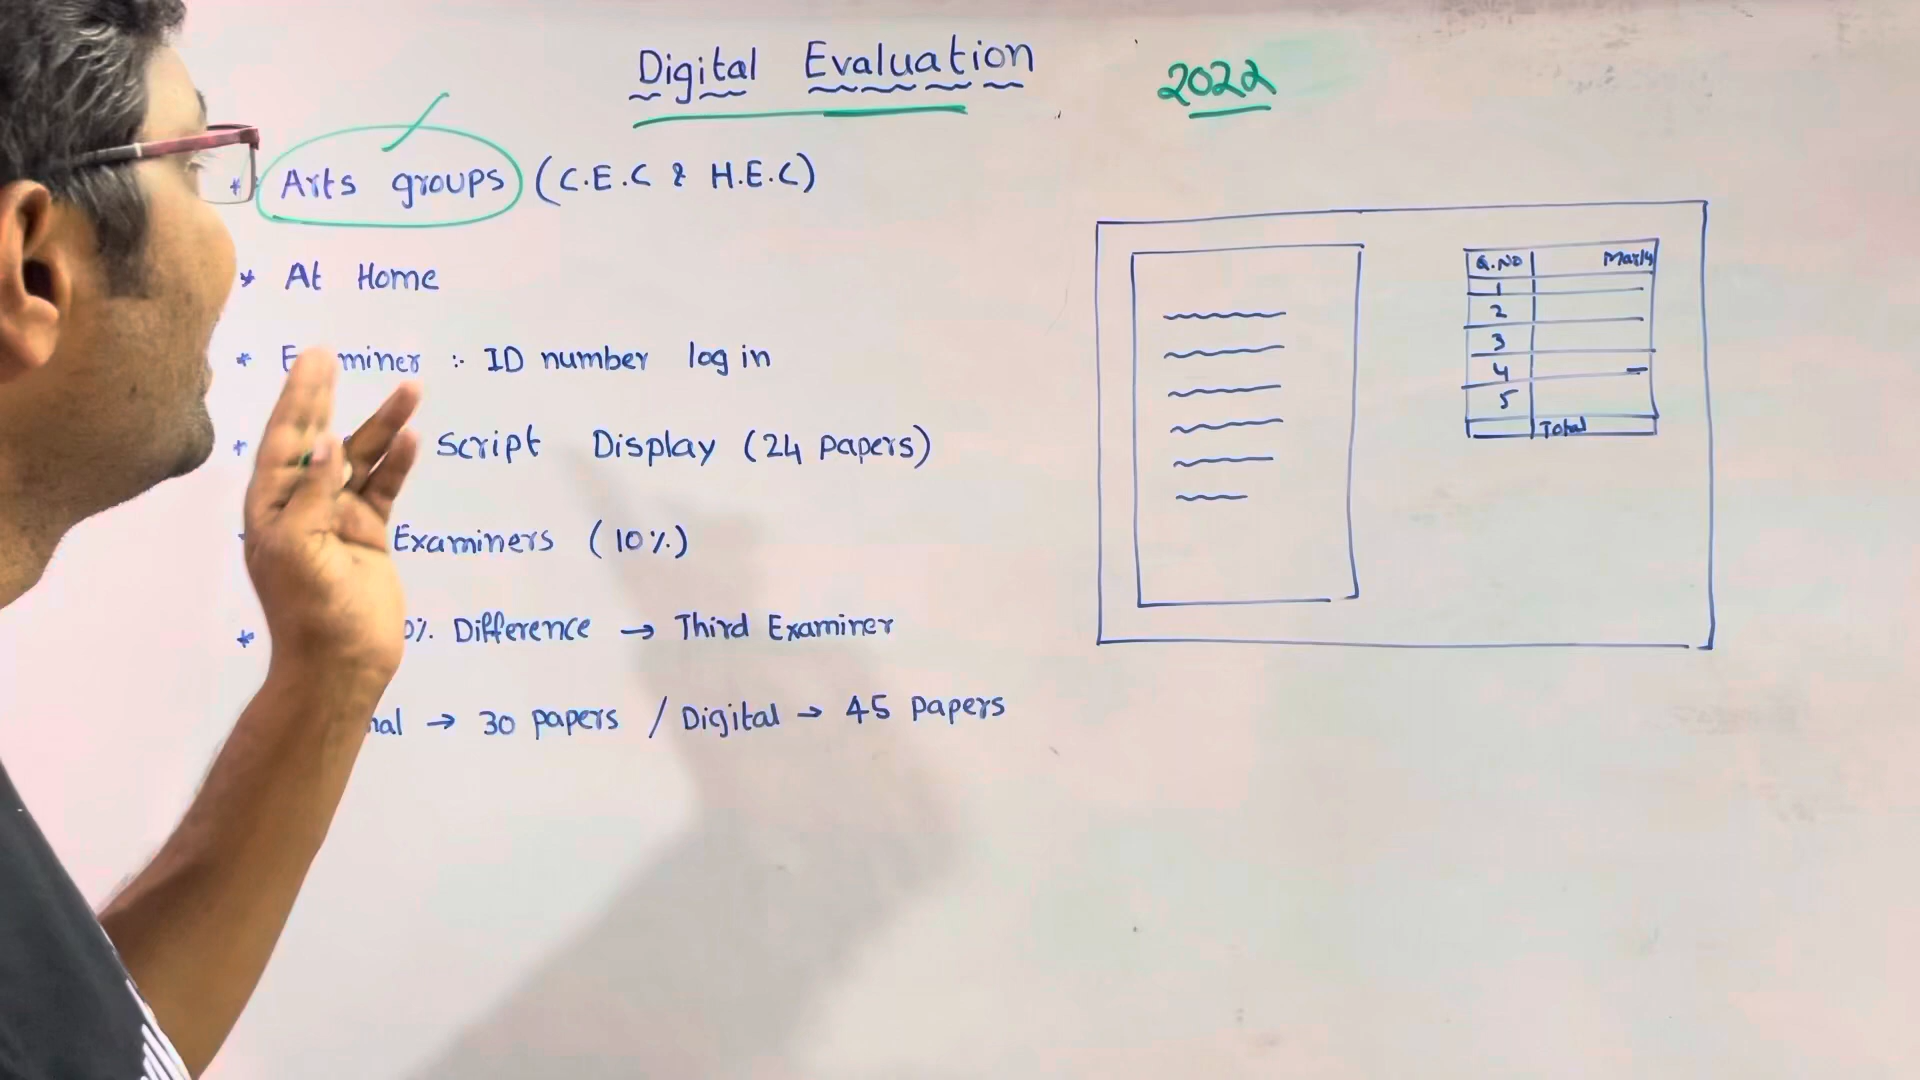 Digital Evaluation
2022
* Arts groups (C.E.C & H.E.C)
* At Home
* Examiner :- ID number log in
* Script Display (24 papers)
Examiners (10%)
* 0% Difference → Third Examiner
nal → 30 papers / Digital → 45 papers
Q.NO Marks
1
2
3
4
5
Total